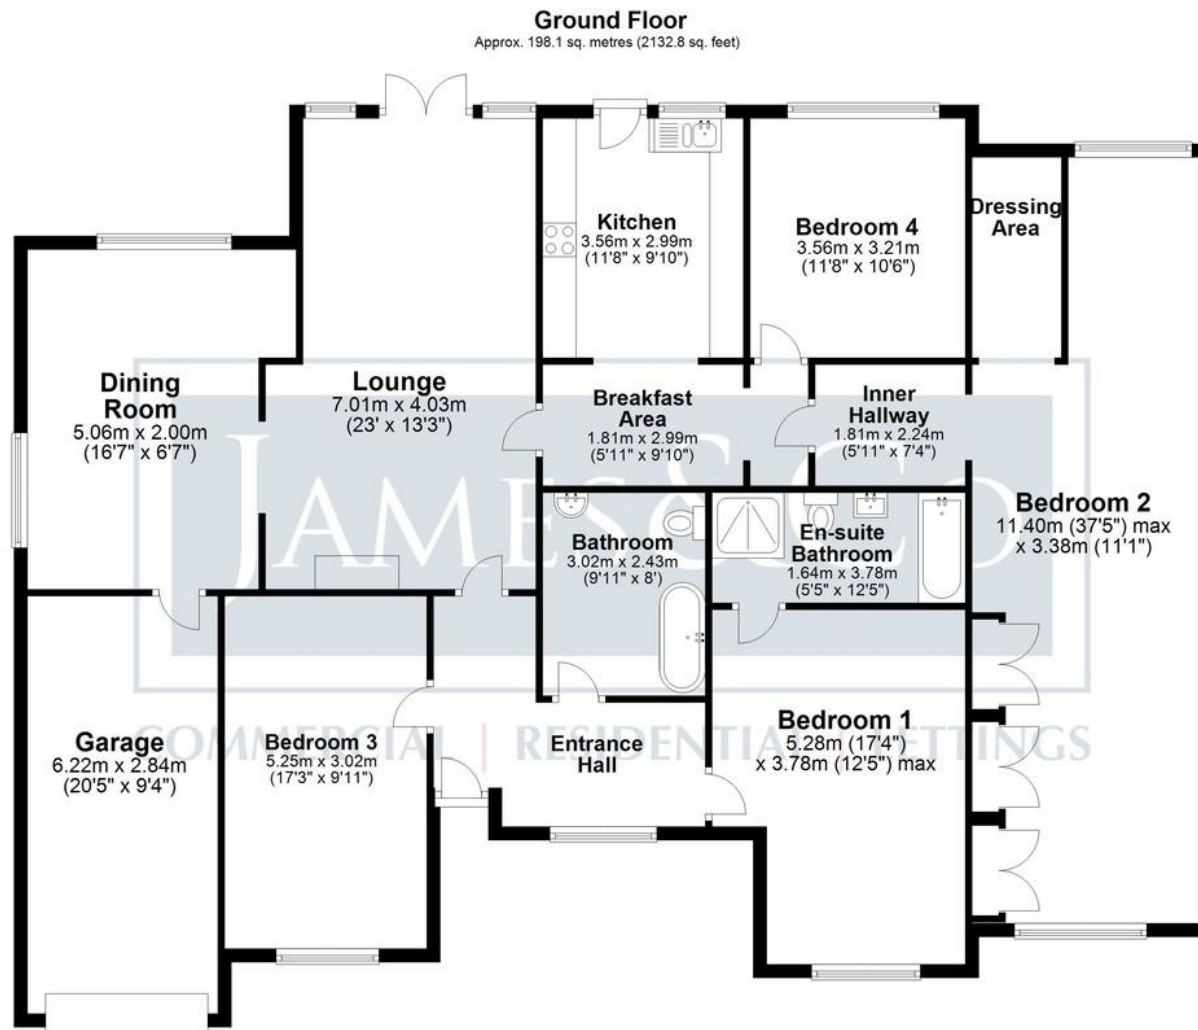 Ground Floor
Approx. 198.1 sq. metres (2132.8 sq. feet)
Kitchen
3.56m x 2.99m
(11'8" x 9'10")
Bedroom 4
3.56m x 3.21m
(11'8" x 10'6")
Dressing
Area
Dining
Room
5.06m x 2.00m
(16'7" x 6'7")
Lounge
7.01m x 4.03m
(23' x 13'3")
Breakfast
Area
1.81m x 2.99m
(5'11" x 9'10")
Inner
Hallway
1.81m x 2.24m
(5'11" x 7'4")
Bedroom 2
11.40m (37'5") max
x 3.38m (11'1")
JAMES&CO
Bathroom
3.02m x 2.43m
(9'11" x 8')
En-suite
Bathroom
1.64m x 3.78m
(5'5" x 12'5")
Garage
6.22m x 2.84m
(20'5" x 9'4")
Bedroom 3
5.25m x 3.02m
(17'3" x 9'11")
Entrance
Hall
Bedroom 1
5.28m (17'4")
x 3.78m (12'5") max
COMMERCIAL | RESIDENTIAL | LETTINGS